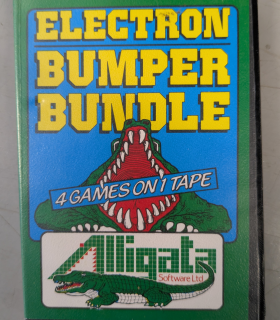 ELECTRON
BUMPER
BUNDLE
4 GAMES ON 1 TAPE
Alligata
Software Ltd